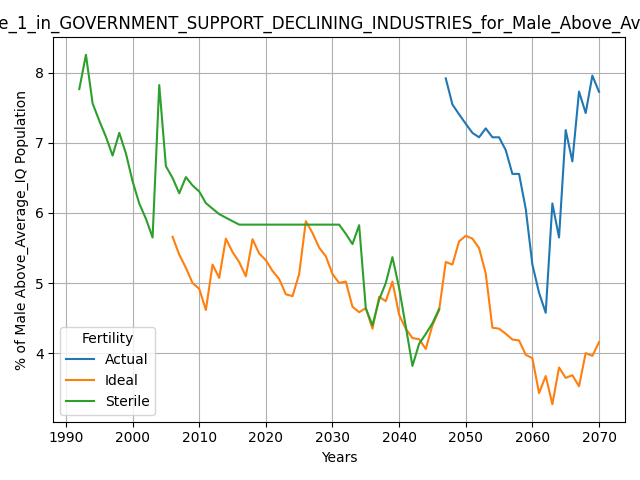 e_1_in_GOVERNMENT_SUPPORT_DECLINING_INDUSTRIES_for_Male_Above_Av
% of Male Above_Average_IQ Population
8
7
6
5
4
Fertility
Actual
Ideal
Sterile
1990 2000 2010 2020 2030 2040 2050 2060 2070
Years